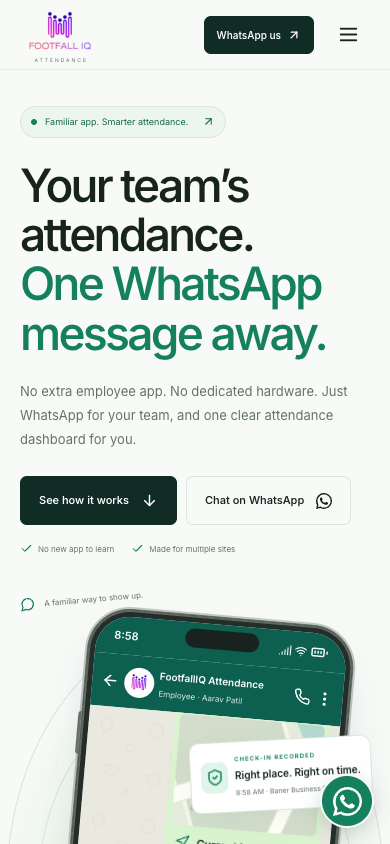 FOOTFALL IQ
ATTENDANCE
WhatsApp us
Familiar app. Smarter attendance.
Your team's
attendance.
One WhatsApp
message away.
No extra employee app. No dedicated hardware. Just
WhatsApp for your team, and one clear attendance
dashboard for you.
See how it works
Chat on WhatsApp
No new app to learn
Made for multiple sites
A familiar way to show up.
8:58
FootfallIQ Attendance
Employee · Aarav Patil
CHECK-IN RECORDED
Right place. Right on time.
8:58 AM · Baner Business